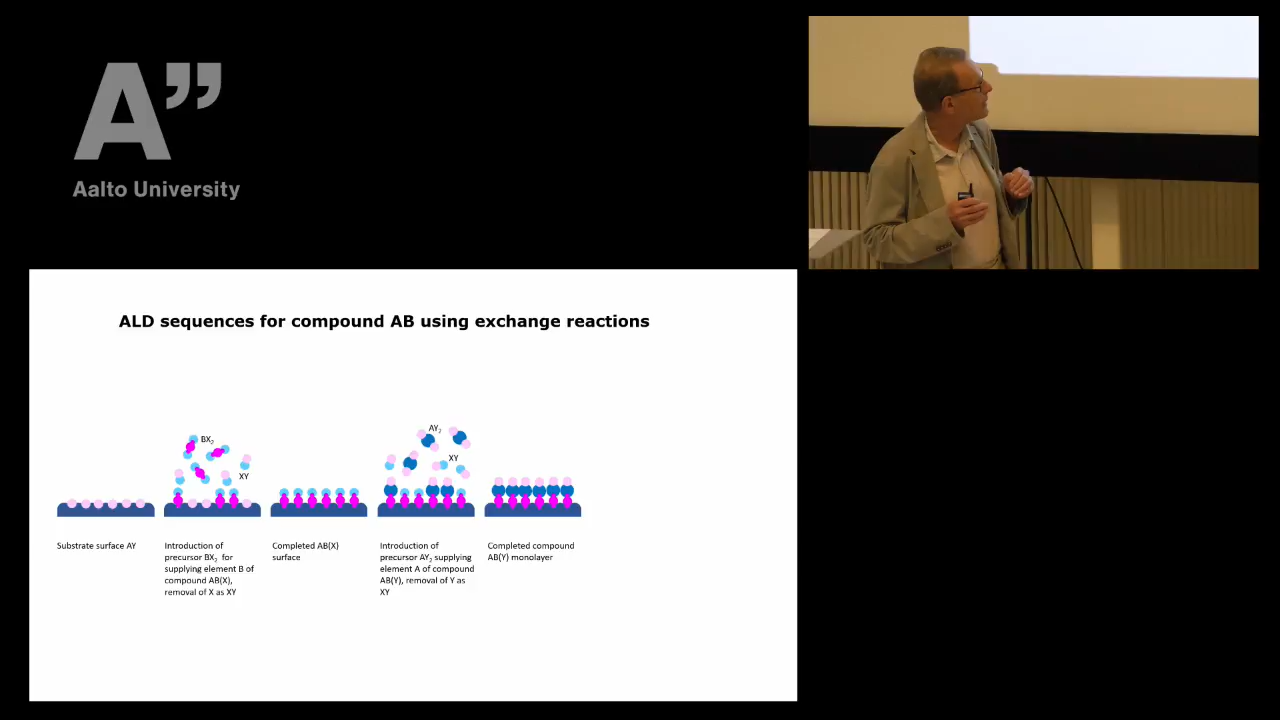 A”
Aalto University
ALD sequences for compound AB using exchange reactions
BX₂
XY
AY₂
XY
Substrate surface AY
Introduction of
precursor BX₂ for
supplying element B of
compound AB(X),
removal of X as XY
Completed AB(X)
surface
Introduction of
precursor AY₂ supplying
element A of compound
AB(Y), removal of Y as
XY
Completed compound
AB(Y) monolayer